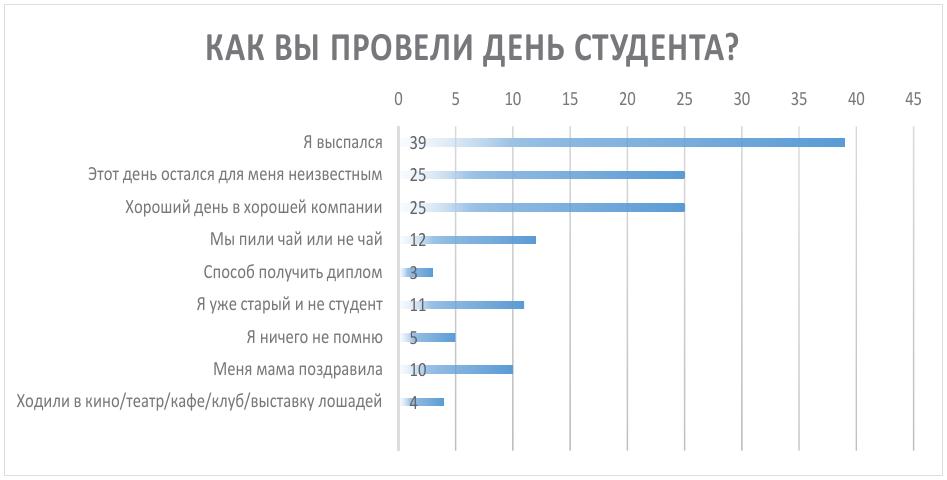 КАК ВЫ ПРОВЕЛИ ДЕНЬ СТУДЕНТА?
0 5 10 15 20 25 30 35 40 45
Я выспался 39
Этот день остался для меня неизвестным 25
Хороший день в хорошей компании 25
Мы пили чай или не чай 12
Способ получить диплом 3
Я уже старый и не студент 11
Я ничего не помню 5
Меня мама поздравила 10
Ходили в кино/театр/кафе/клуб/выставку лошадей 4